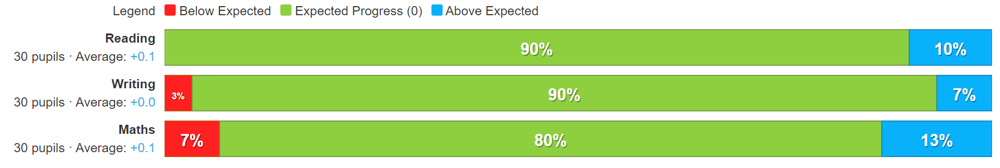 Legend Below Expected Expected Progress (0) Above Expected
Reading
30 pupils · Average: +0.1
90% 10%
Writing
30 pupils · Average: +0.0
3% 90% 7%
Maths
30 pupils · Average: +0.1
7% 80% 13%